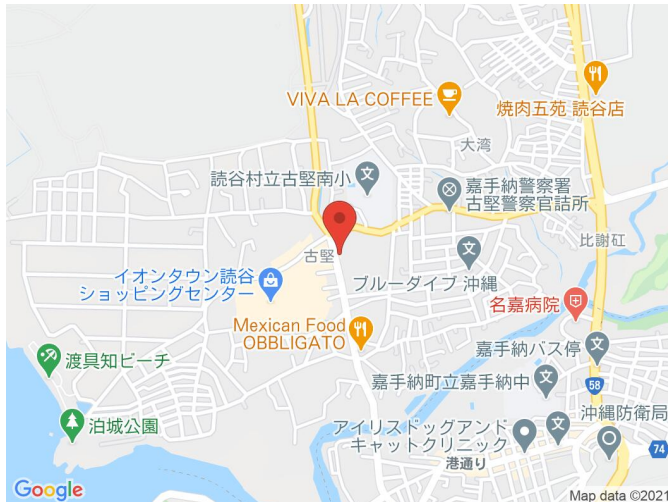 VIVA LA COFFEE
焼肉五苑 読谷店
大湾
読谷村立古堅南小
嘉手納警察署
古堅警察官詰所
比謝矼
古堅
ブルーダイブ 沖縄
イオンタウン読谷
ショッピングセンター
名嘉病院
Mexican Food
OBBLIGATO
嘉手納バス停
渡具知ビーチ
嘉手納町立嘉手納中
58
沖縄防衛局
泊城公園
アイリスドッグアンド
キャットクリニック
74
港通り
Google
Map data ©2021